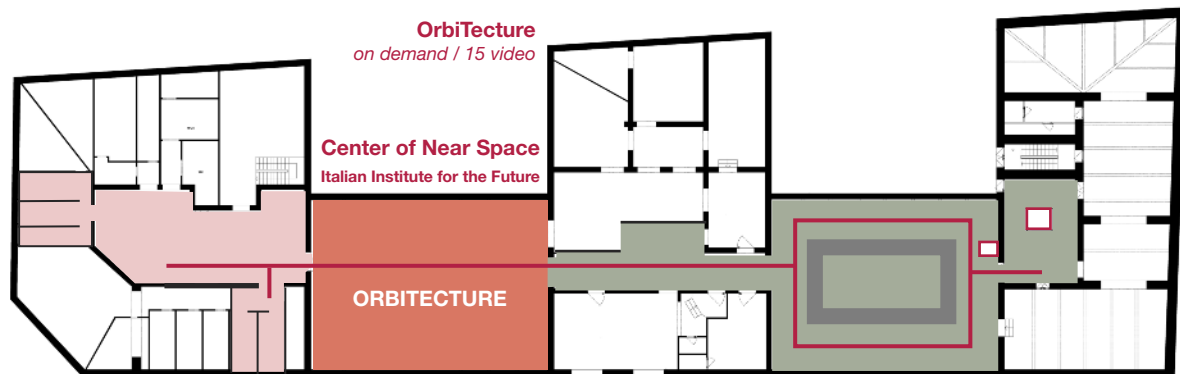 OrbiTecture
on demand / 15 video
Center of Near Space
Italian Institute for the Future
ORBITECTURE